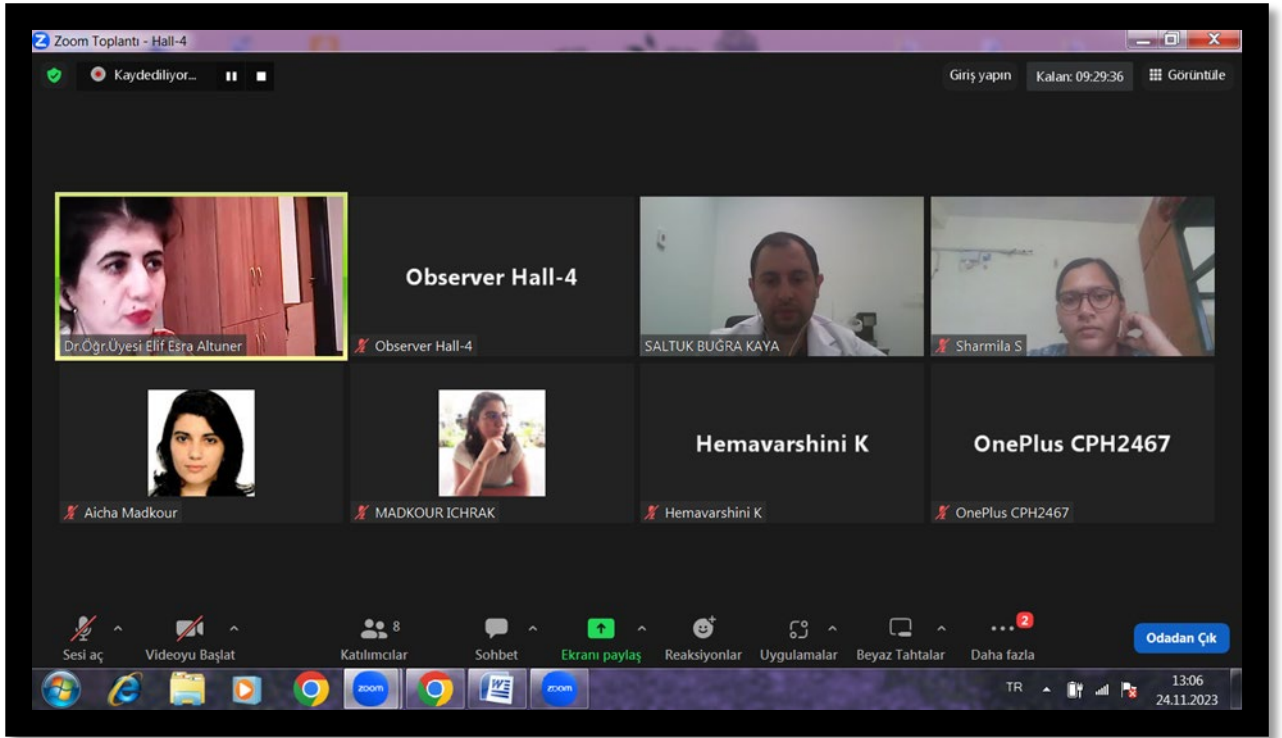 Zoom Toplantı - Hall-4
Kaydediliyor...
Giriş yapın
Kalan: 09:29:36
Görüntüle
Dr.Öğr.Üyesi Elif Esra Altuner
Observer Hall-4
Observer Hall-4
SALTUK BUĞRA KAYA
Sharmila S
Aicha Madkour
MADKOUR ICHRAK
Hemavarshini K
Hemavarshini K
OnePlus CPH2467
OnePlus CPH2467
Sesi aç
Videoyu Başlat
8
Katılımcılar
Sohbet
Ekranı paylaş
Reaksiyonlar
Uygulamalar
Beyaz Tahtalar
2
Daha fazla
Odadan Çık
zoom
zoom
TR
13:06
24.11.2023